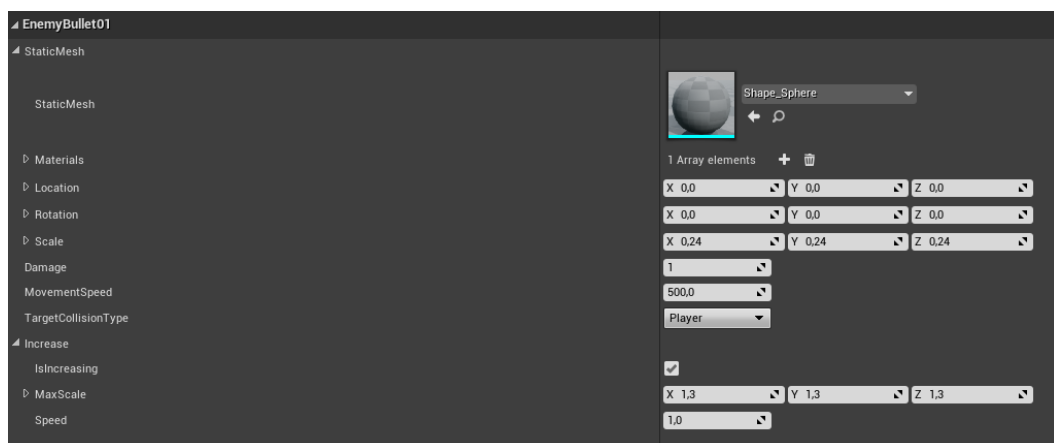 EnemyBullet01
StaticMesh
StaticMesh Shape_Sphere
Materials 1 Array elements
Location X 0,0 Y 0,0 Z 0,0
Rotation X 0,0 Y 0,0 Z 0,0
Scale X 0,24 Y 0,24 Z 0,24
Damage 1
MovementSpeed 500,0
TargetCollisionType Player
Increase
IsIncreasing
MaxScale X 1,3 Y 1,3 Z 1,3
Speed 1,0